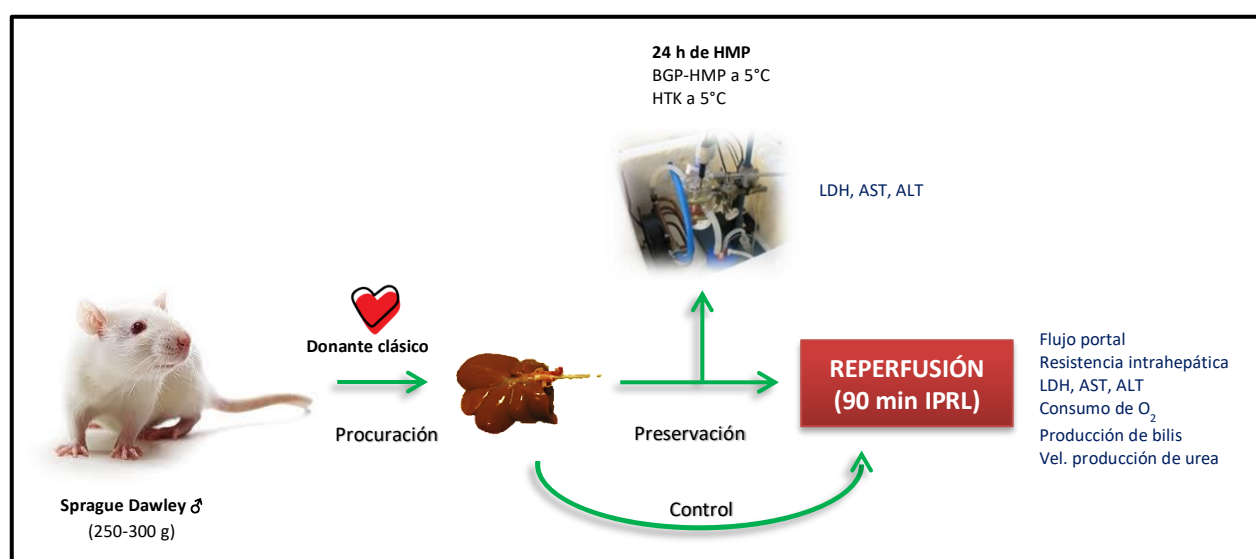 24 h de HMP
BGP-HMP a 5°C
HTK a 5°C
LDH, AST, ALT
Donante clásico
Procuración
Preservación
Control
REPERFUSIÓN
(90 min IPRL)
Flujo portal
Resistencia intrahepática
LDH, AST, ALT
Consumo de O₂
Producción de bilis
Vel. producción de urea
Sprague Dawley ♂
(250-300 g)